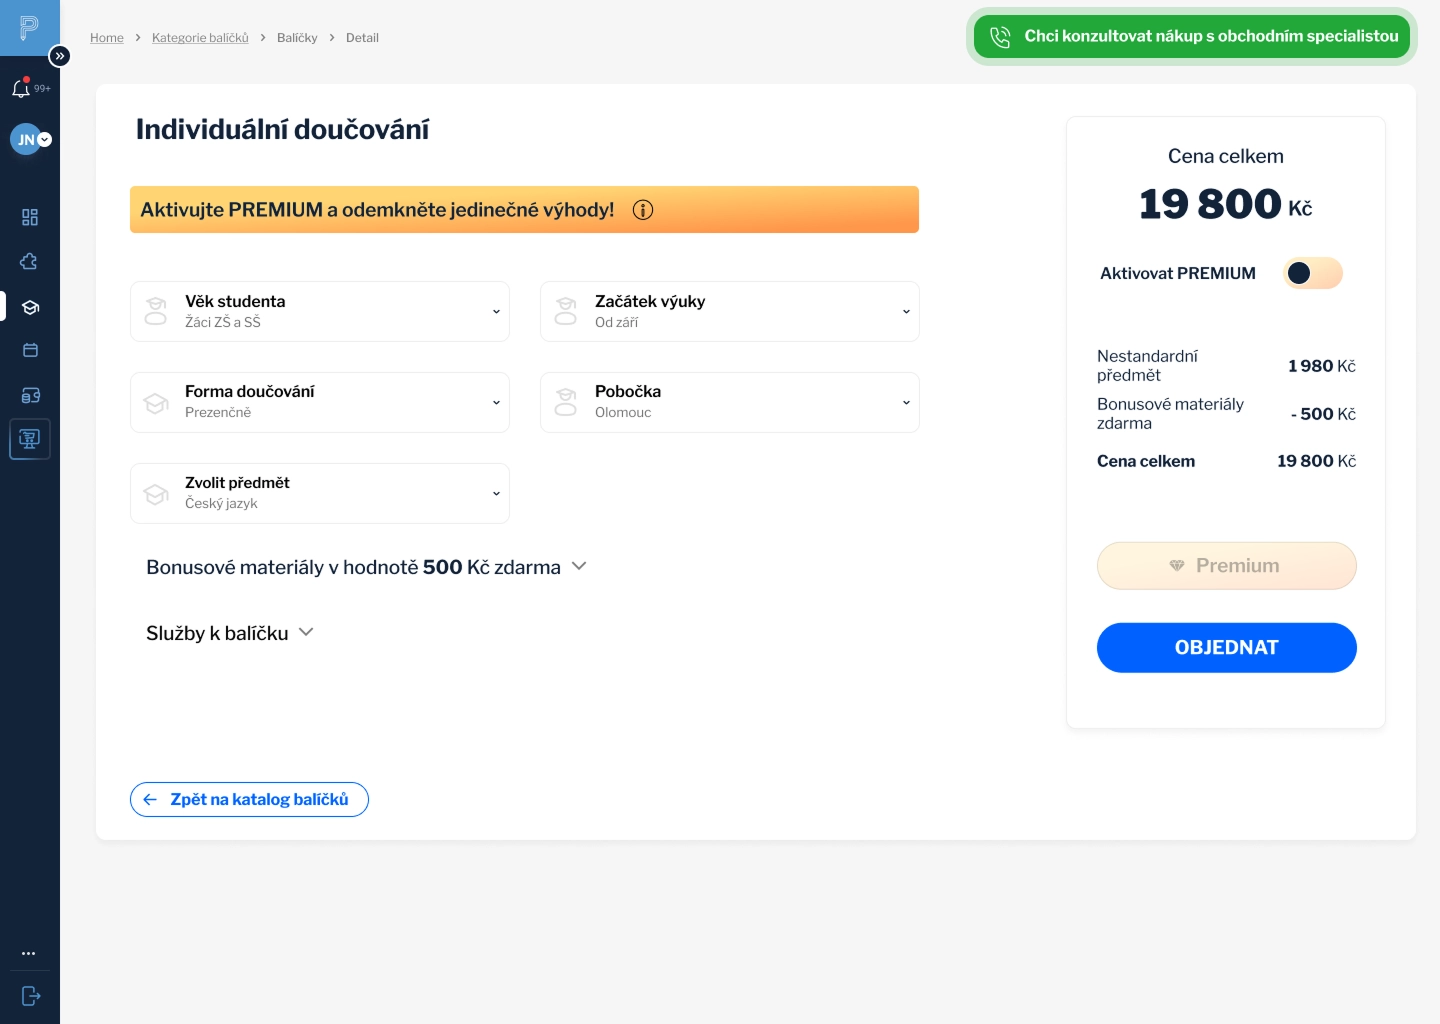 Home > Kategorie balíčků > Balíčky > Detail
Chci konzultovat nákup s obchodním specialistou
99+
JN
Individuální doučování
Aktivujte PREMIUM a odemkněte jedinečné výhody!
Věk studenta
Žáci ZŠ a SŠ
Začátek výuky
Od září
Forma doučování
Prezenčně
Pobočka
Olomouc
Zvolit předmět
Český jazyk
Bonusové materiály v hodnotě 500 Kč zdarma
Služby k balíčku
Zpět na katalog balíčků
Cena celkem
19 800 Kč
Aktivovat PREMIUM
Nestandardní
předmět
1 980 Kč
Bonusové materiály
zdarma
- 500 Kč
Cena celkem 19 800 Kč
Premium
OBJEDNAT